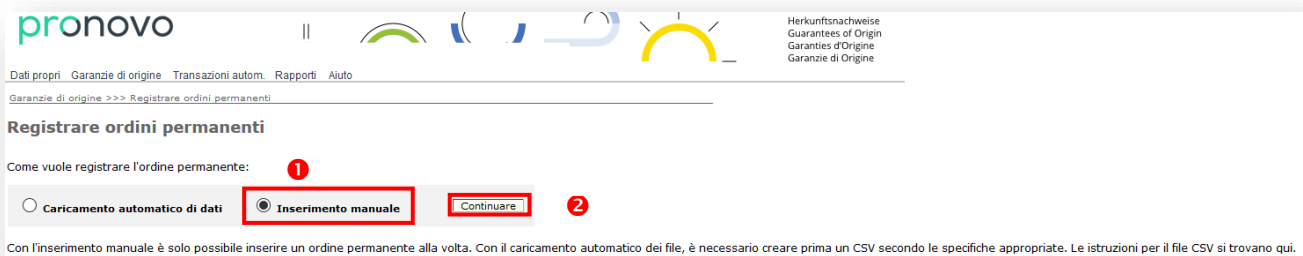 pronovo
Herkunftsnachweise
Guarantees of Origin
Garanties d'Origine
Garanzie di Origine
Dati propri Garanzie di origine Transazioni autom. Rapporti Aiuto
Garanzie di origine >>> Registrare ordini permanenti
Registrare ordini permanenti
Come vuole registrare l'ordine permanente:
1
Caricamento automatico di dati Inserimento manuale Continuare 2
Con l'inserimento manuale è solo possibile inserire un ordine permanente alla volta. Con il caricamento automatico dei file, è necessario creare prima un CSV secondo le specifiche appropriate. Le istruzioni per il file CSV si trovano qui.